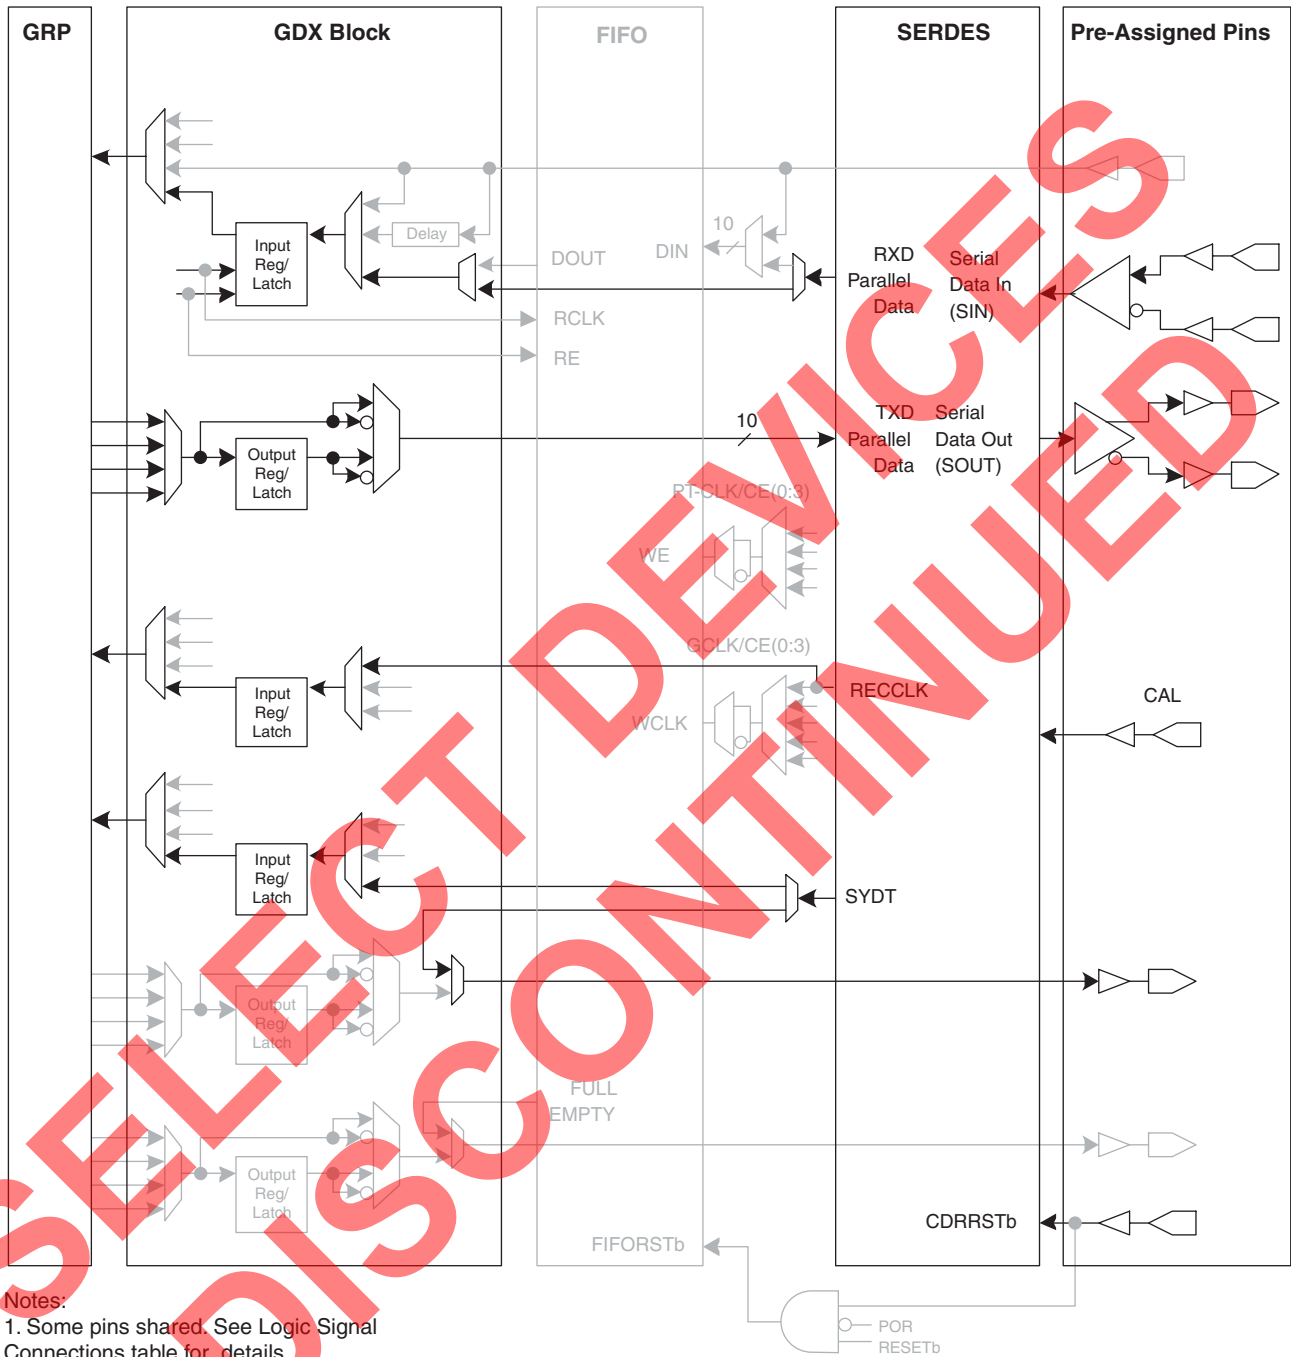 GRP
GDX Block
FIFO
SERDES
Pre-Assigned Pins
Input
Reg/
Latch
Delay
DOUT
DIN
10
RCLK
RE
RXD
Parallel
Data
Serial
Data In
(SIN)
Output
Reg/
Latch
10
TXD
Parallel
Data
Serial
Data Out
(SOUT)
PT-CLK/CE(0:3)
WE
GCLK/CE(0:3)
WCLK
RECCLK
CAL
Input
Reg/
Latch
Input
Reg/
Latch
SYDT
Output
Reg/
Latch
FULL
EMPTY
Output
Reg/
Latch
CDRRSTb
FIFORSTb
POR
RESETb
Notes:
1. Some pins shared. See Logic Signal
Connections table for details
SELECT DEVICES
DISCONTINUED